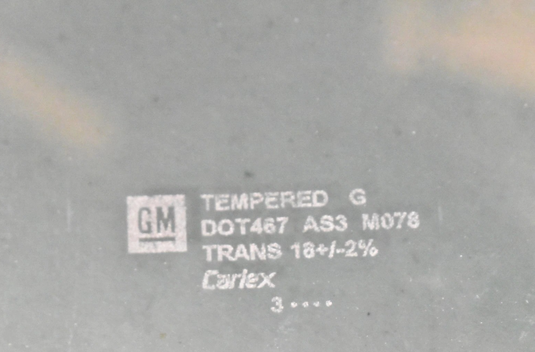 GM
TEMPERED G
DOT467 AS3 M078
TRANS 18+/-2%
Carlex
3 ••••